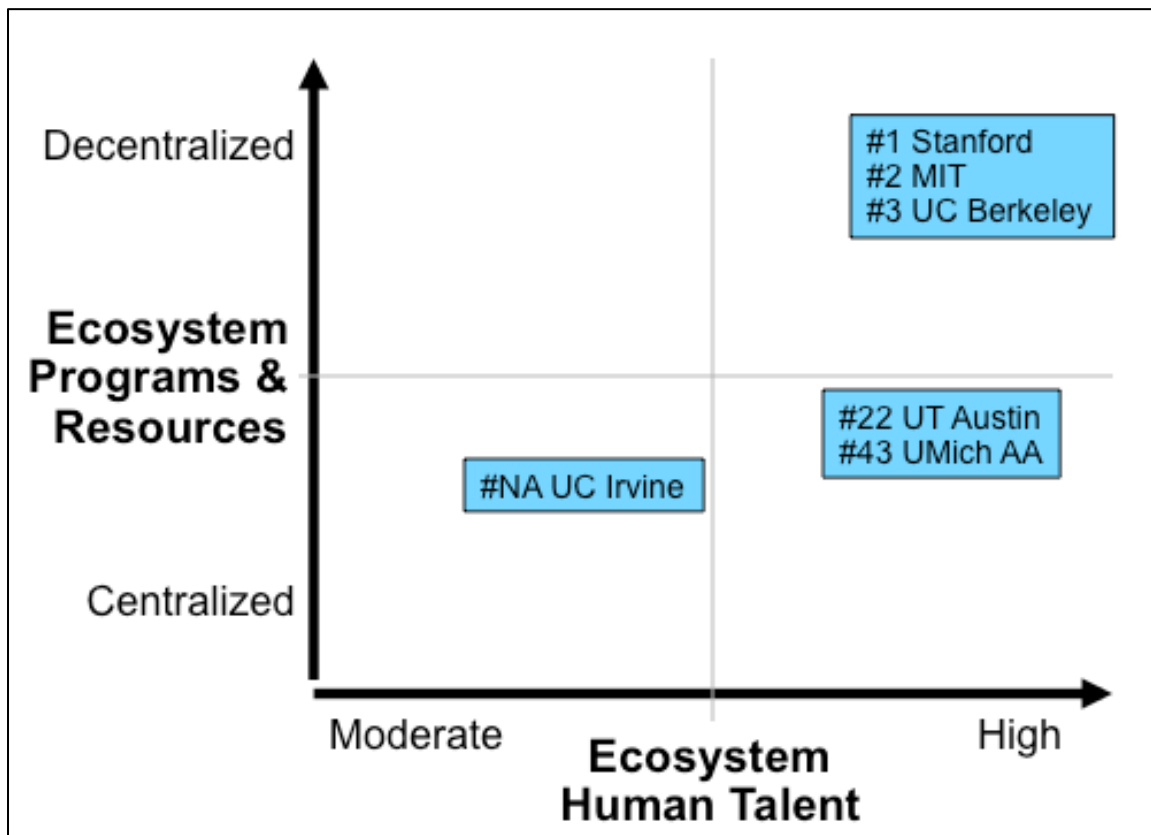 Decentralized
#1 Stanford
#2 MIT
#3 UC Berkeley
Ecosystem
Programs &
Resources
#22 UT Austin
#43 UMich AA
#NA UC Irvine
Centralized
Moderate
High
Ecosystem
Human Talent